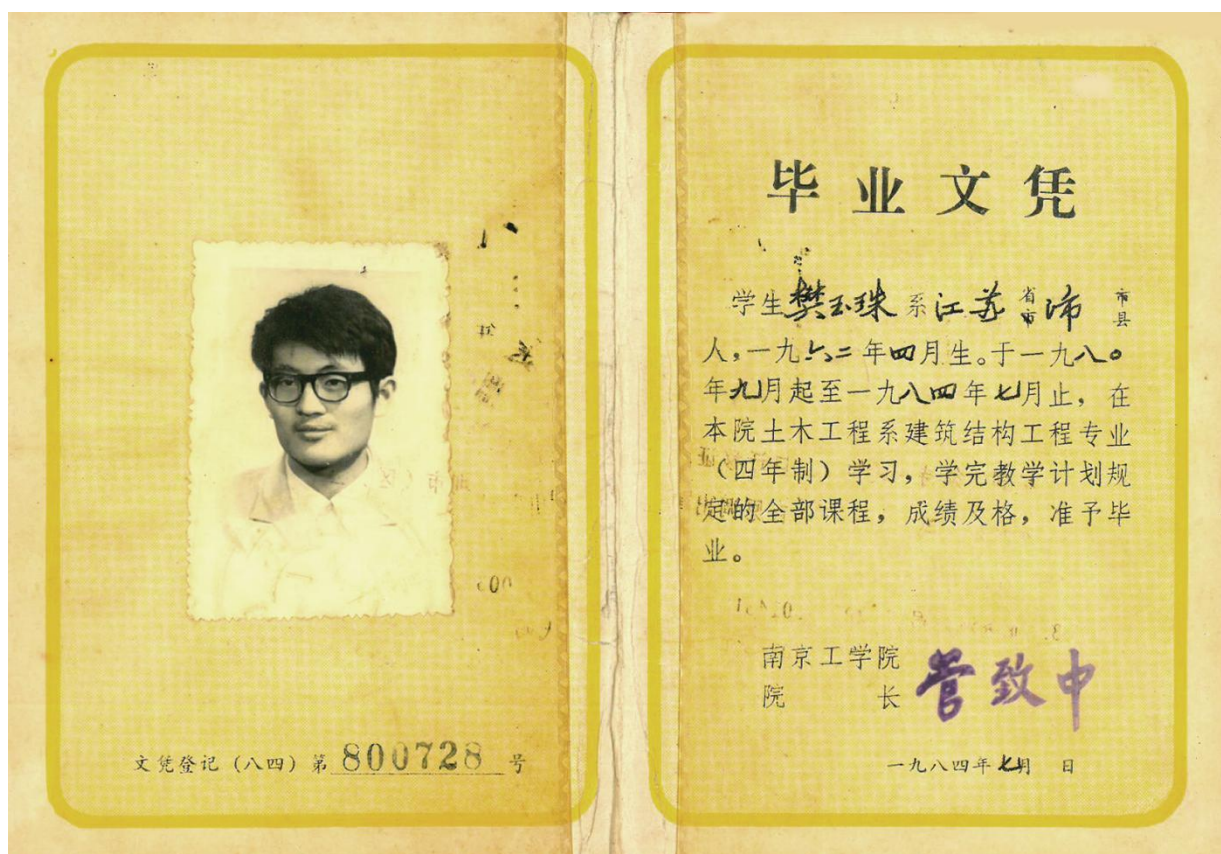 文凭登记（八四）第800728号
毕业文凭
学生樊玉珠系江苏省市沛市县
人，一九六二年四月生。于一九八〇
年九月起至一九八四年七月止，在
本院土木工程系建筑结构工程专业
（四年制）学习，学完教学计划规
定的全部课程，成绩及格，准予毕
业。
南京工学院
院长 管致中
一九八四年七月 日